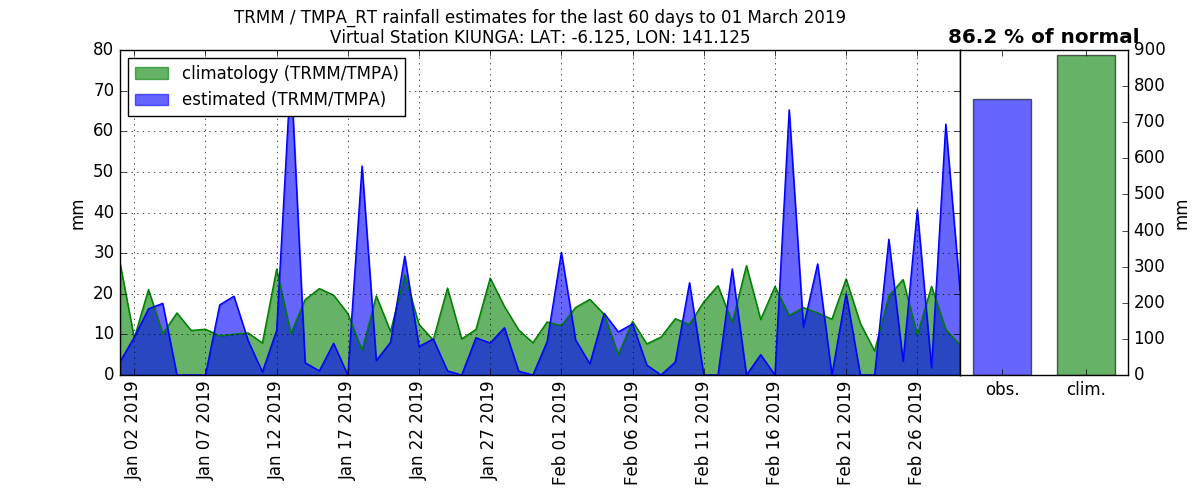 TRMM / TMPA_RT rainfall estimates for the last 60 days to 01 March 2019
Virtual Station KIUNGA: LAT: -6.125, LON: 141.125
86.2 % of normal
climatology (TRMM/TMPA)
estimated (TRMM/TMPA)
80
70
60
50
40
30
20
10
0
mm
900
800
700
600
500
400
300
200
100
0
mm
obs.
clim.
Jan 02 2019
Jan 07 2019
Jan 12 2019
Jan 17 2019
Jan 22 2019
Jan 27 2019
Feb 01 2019
Feb 06 2019
Feb 11 2019
Feb 16 2019
Feb 21 2019
Feb 26 2019